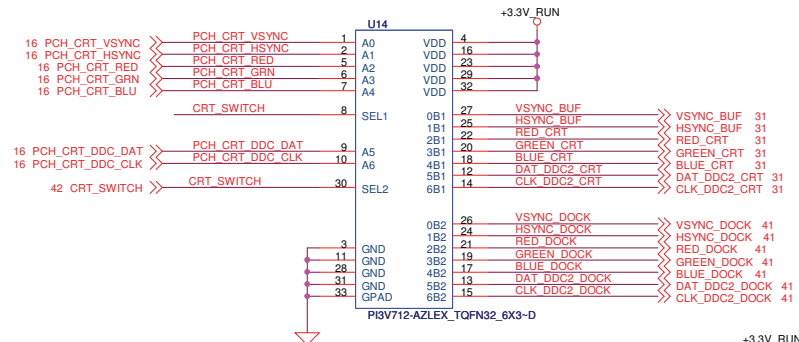 U14
+3.3V_RUN
16 PCH_CRT_VSYNC PCH_CRT_VSYNC 1 A0 VDD 4
16 PCH_CRT_HSYNC PCH_CRT_HSYNC 2 A1 VDD 16
16 PCH_CRT_RED PCH_CRT_RED 5 A2 VDD 23
16 PCH_CRT_GRN PCH_CRT_GRN 6 A3 VDD 29
16 PCH_CRT_BLU PCH_CRT_BLU 7 A4 VDD 32
CRT_SWITCH 8 SEL1 0B1 27 VSYNC_BUF VSYNC_BUF 31
1B1 25 HSYNC_BUF HSYNC_BUF 31
2B1 22 RED_CRT RED_CRT 31
16 PCH_CRT_DDC_DAT PCH_CRT_DDC_DAT 9 A5 3B1 20 GREEN_CRT GREEN_CRT 31
16 PCH_CRT_DDC_CLK PCH_CRT_DDC_CLK 10 A6 4B1 18 BLUE_CRT BLUE_CRT 31
5B1 12 DAT_DDC2_CRT DAT_DDC2_CRT 31
42 CRT_SWITCH CRT_SWITCH 30 SEL2 6B1 14 CLK_DDC2_CRT CLK_DDC2_CRT 31
0B2 26 VSYNC_DOCK VSYNC_DOCK 41
1B2 24 HSYNC_DOCK HSYNC_DOCK 41
3 GND 2B2 21 RED_DOCK RED_DOCK 41
11 GND 3B2 19 GREEN_DOCK GREEN_DOCK 41
28 GND 4B2 17 BLUE_DOCK BLUE_DOCK 41
31 GND 5B2 13 DAT_DDC2_DOCK DAT_DDC2_DOCK 41
33 GPAD 6B2 15 CLK_DDC2_DOCK CLK_DDC2_DOCK 41
PI3V712-AZLEX_TQFN32_6X3~D
+3.3V_RUN